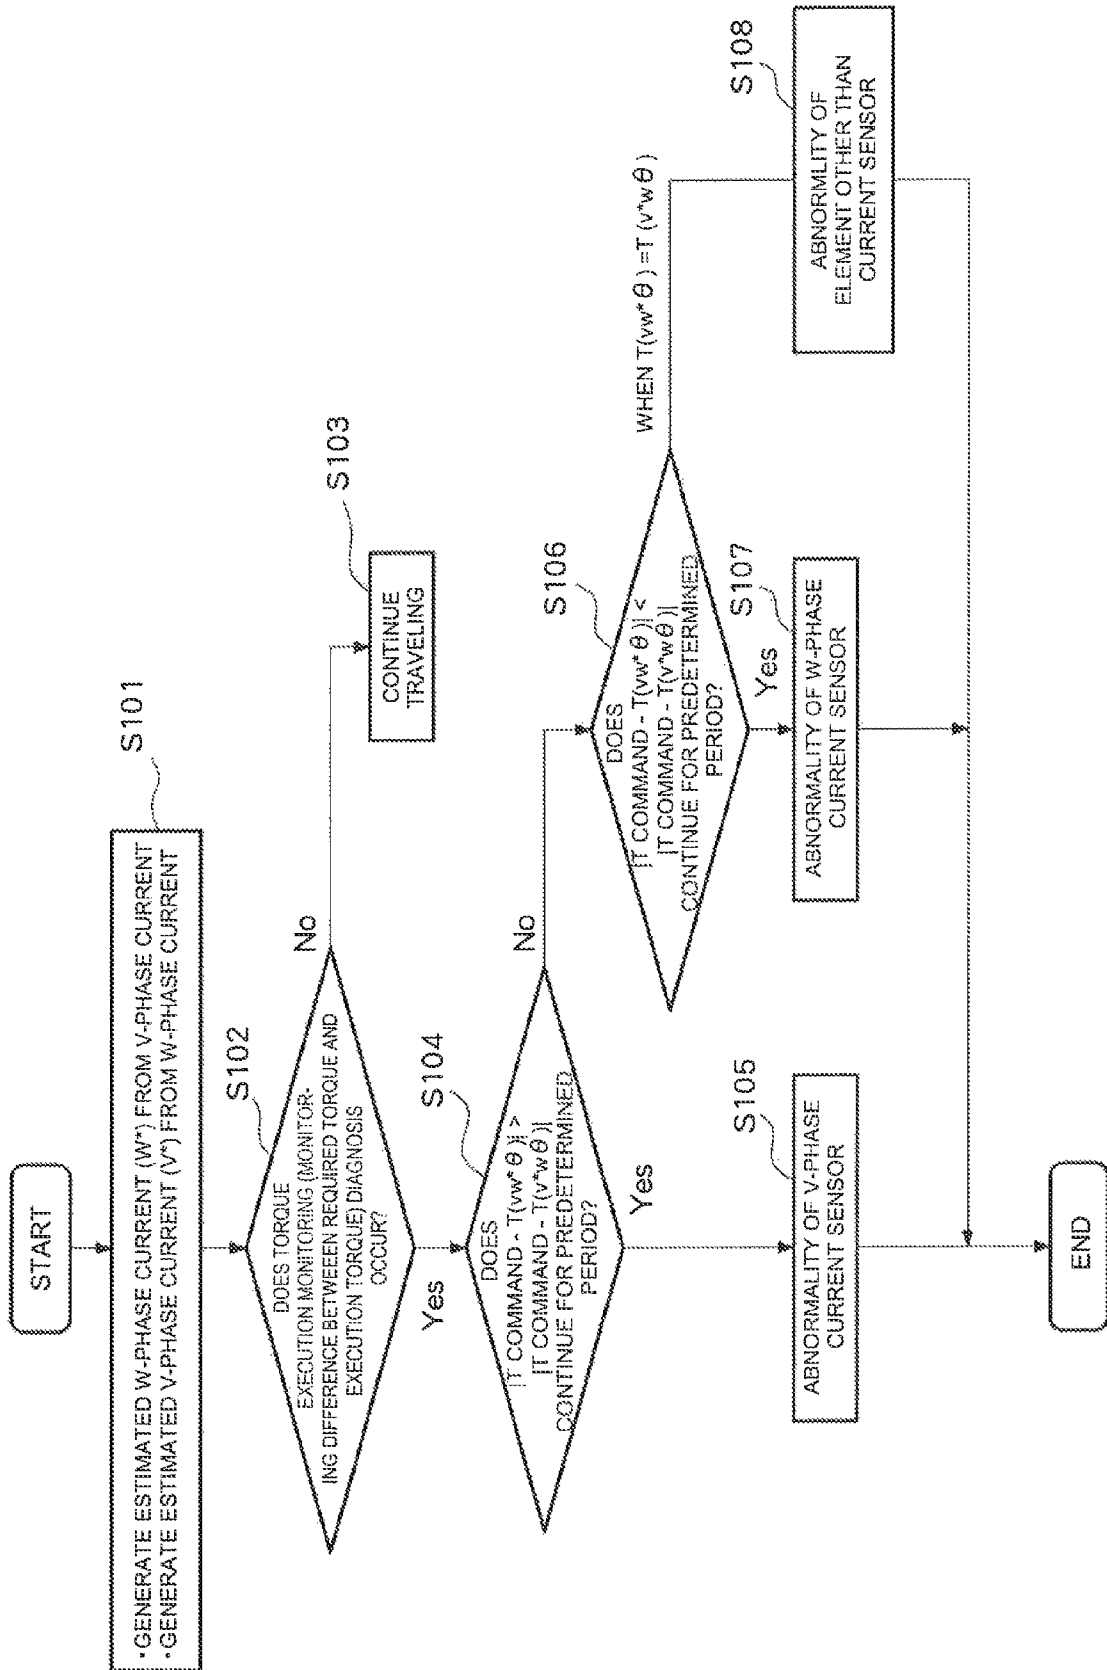 START
S101
・GENERATE ESTIMATED W-PHASE CURRENT (W*) FROM V-PHASE CURRENT
・GENERATE ESTIMATED V-PHASE CURRENT (V*) FROM W-PHASE CURRENT
S102
DOES TORQUE
EXECUTION MONITORING (MONITOR-
ING DIFFERENCE BETWEEEN REQUIRED TORQUE AND
EXECUTION TORQUE) DIAGNOSIS
OCCUR?
No
S103
CONTINUE
TRAVELING
Yes
S104
DOES
|T COMMAND - T(vw*θ)| >
|T COMMAND - T(v*wθ)|
CONTINUE FOR PREDETERMINED
PERIOD?
No
Yes
S105
ABNORMALITY OF V-PHASE
CURRENT SENSOR
S106
DOES
|T COMMAND - T(vw*θ)| <
|T COMMAND - T(v*wθ)|
CONTINUE FOR PREDETERMINED
PERIOD?
Yes
S107
ABNORMALITY OF W-PHASE
CURRENT SENSOR
WHEN T(vw*θ)=T(v*wθ)
S108
ABNORMLITY OF
ELEMENT OTHER THAN
CURRENT SENSOR
END